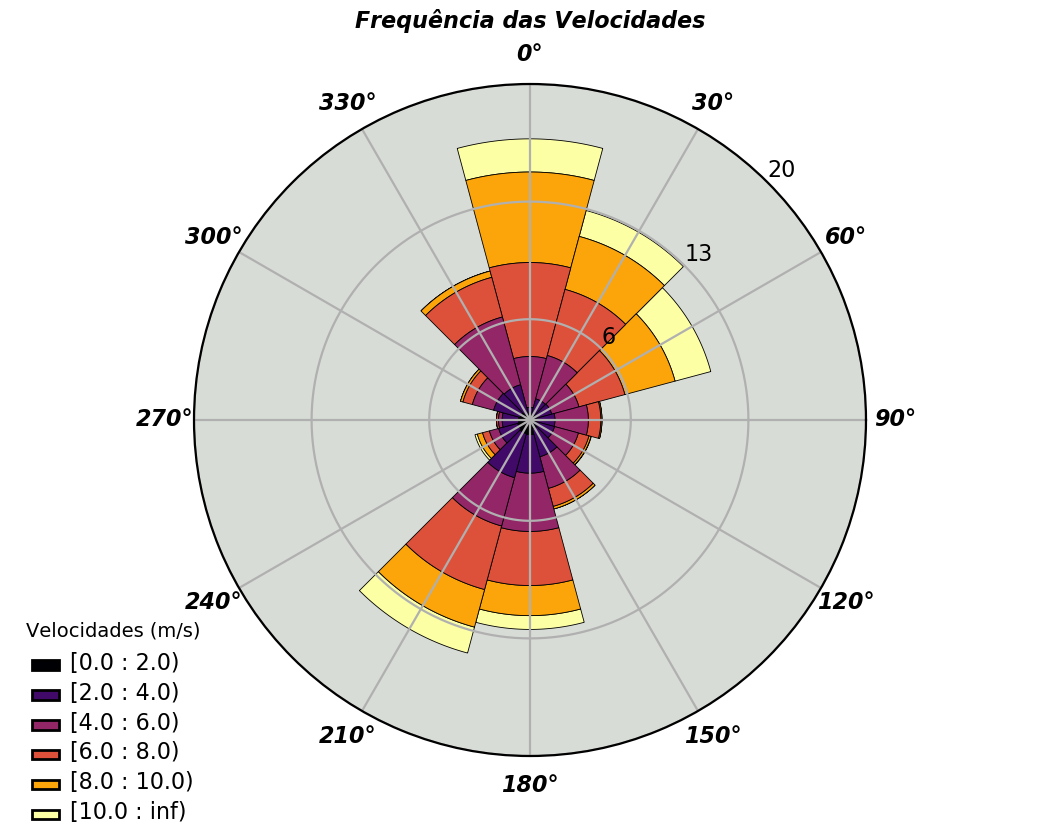 Frequência das Velocidades
0°
330°
30°
20
300°
60°
13
6
270°
90°
240°
120°
210°
150°
180°
Velocidades (m/s)
[0.0 : 2.0)
[2.0 : 4.0)
[4.0 : 6.0)
[6.0 : 8.0)
[8.0 : 10.0)
[10.0 : inf)